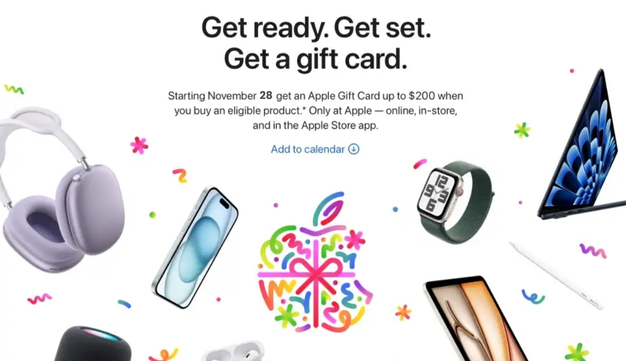 Get ready. Get set.
Get a gift card.
Starting November 28 get an Apple Gift Card up to $200 when
you buy an eligible product.* Only at Apple — online, in-store,
and in the Apple Store app.
Add to calendar